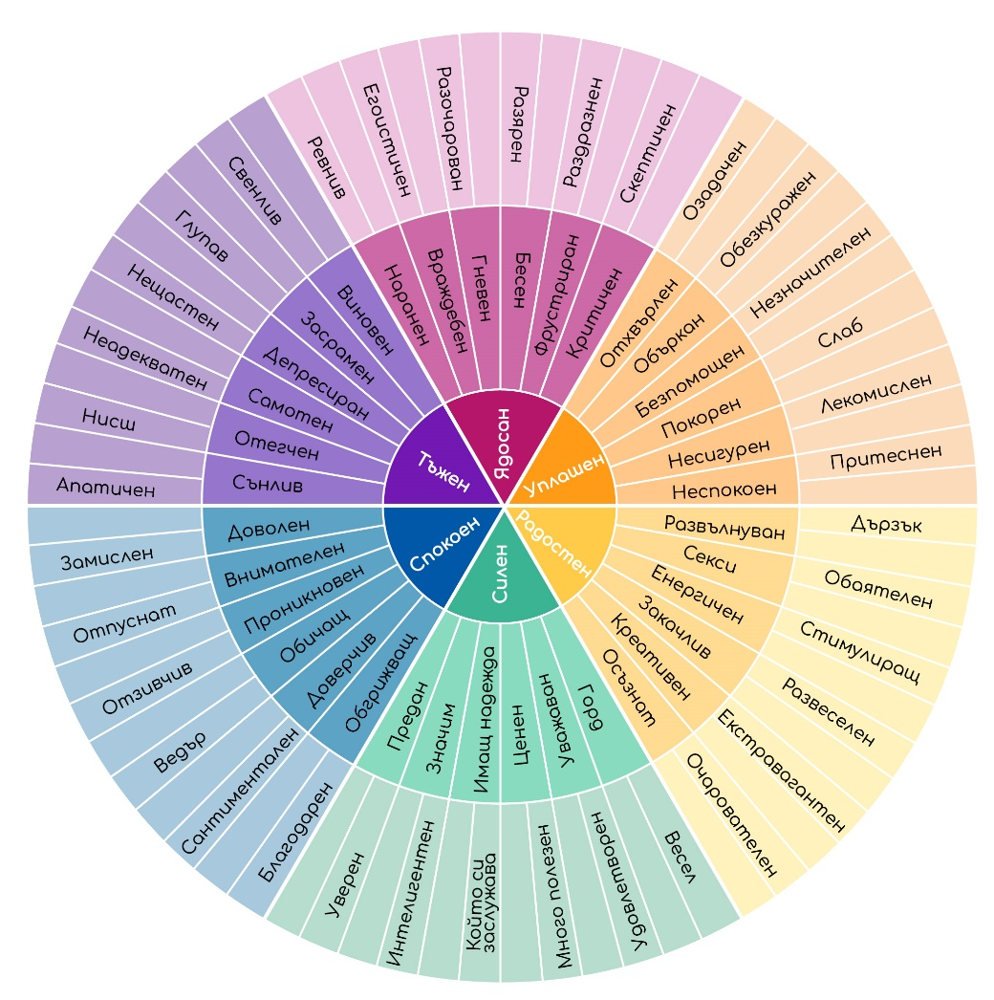 Ядосан
Уплашен
Радостен
Силен
Спокоен
Тъжен
Наранен
Враждебен
Гневен
Бесен
Фрустриран
Критичен
Отхвърлен
Объркан
Безпомощен
Покорен
Несигурен
Неспокоен
Развълнуван
Секси
Енергичен
Закачлив
Креативен
Осъзнат
Горд
Уважаван
Ценен
Имащ надежда
Значим
Предан
Обгрижващ
Доверчив
Обичащ
Проникновен
Внимателен
Доволен
Сънлив
Отегчен
Самотен
Депресиран
Засрамен
Виновен
Ревнив
Егоистичен
Разочарован
Разярен
Раздразнен
Скептичен
Озадачен
Обезкуражен
Незначителен
Слаб
Лекомислен
Притеснен
Дързък
Обаятелен
Стимулиращ
Развеселен
Екстравагантен
Очарователен
Весел
Удовлетворен
Много полезен
Който си
заслужава
Интелигентен
Уверен
Благодарен
Сантиментален
Ведър
Отзивчив
Отпуснат
Замислен
Апатичен
Нисш
Неадекватен
Нещастен
Глупав
Свенлив